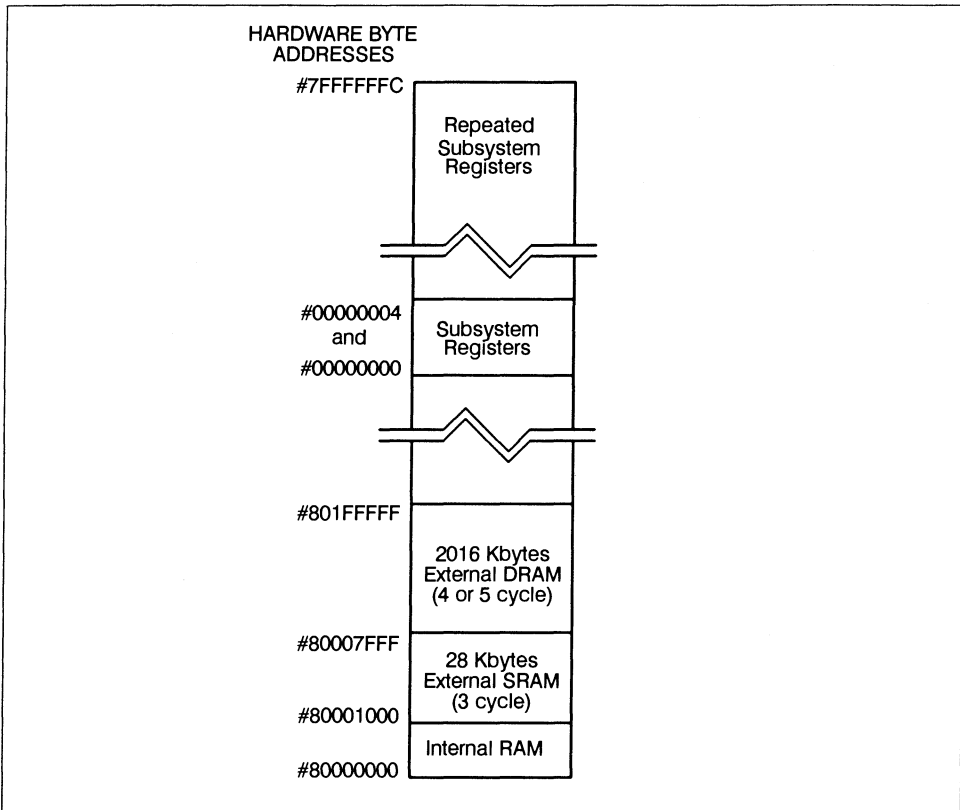 HARDWARE BYTE
ADDRESSES
#7FFFFFFC
Repeated
Subsystem
Registers
#00000004
and
#00000000
Subsystem
Registers
#801FFFFF
2016 Kbytes
External DRAM
(4 or 5 cycle)
#80007FFF
28 Kbytes
External SRAM
(3 cycle)
#80001000
Internal RAM
#80000000